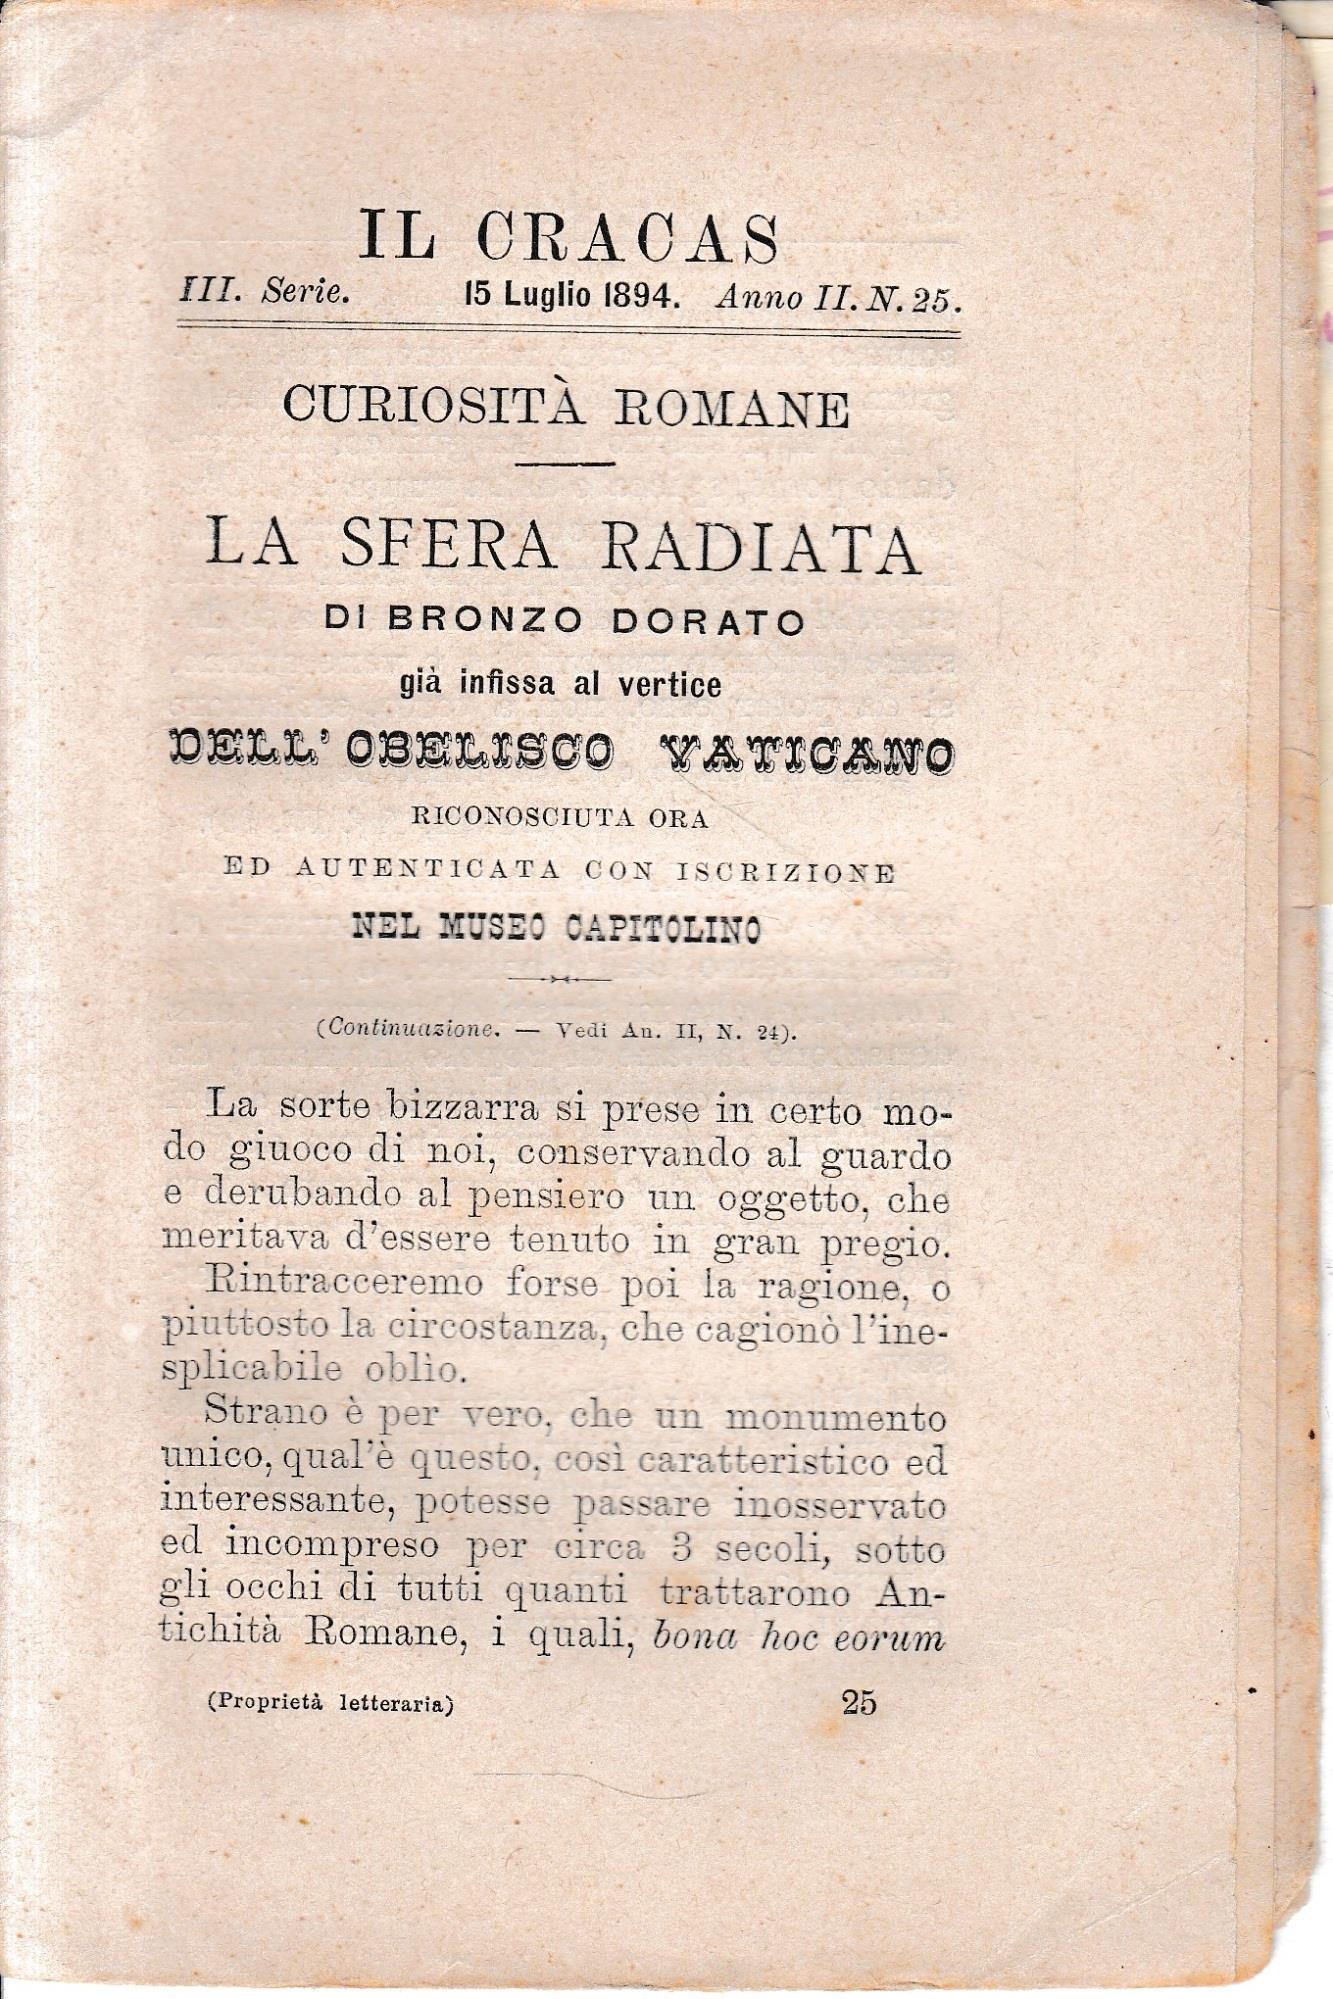 IL CRACAS
III. Serie. 15 Luglio 1894. Anno II. N. 25.
CURIOSITÀ ROMANE
LA SFERA RADIATA
DI BRONZO DORATO
già infissa al vertice
DELL' OBELISCO VATICANO
RICONOSCIUTA ORA
ED AUTENTICATA CON ISCRIZIONE
NEL MUSEO CAPITOLINO
(Continuazione. — Vedi An. II, N. 24).
La sorte bizzarra si prese in certo mo-
do giuoco di noi, conservando al guardo
e derubando al pensiero un oggetto, che
meritava d'essere tenuto in gran pregio.
Rintracceremo forse poi la ragione, o
piuttosto la circostanza, che cagionò l'ine-
splicabile oblìo.
Strano è per vero, che un monumento
unico, qual'è questo, così caratteristico ed
interessante, potesse passare inosservato
ed incompreso per circa 3 secoli, sotto
gli occhi di tutti quanti trattarono An-
tichità Romane, i quali, bona hoc eorum
(Proprietà letteraria) 25